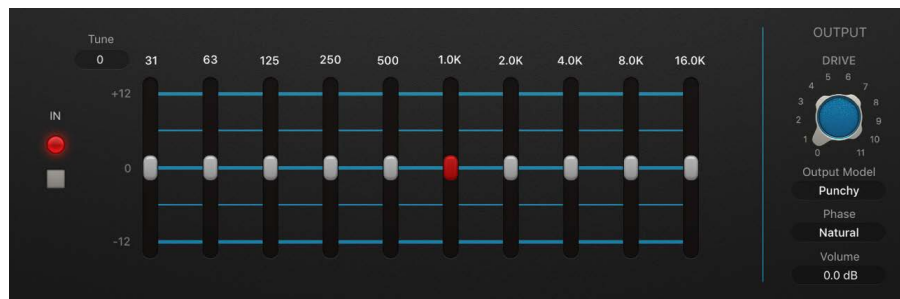 OUTPUT
Tune
0
31 63 125 250 500 1.0K 2.0K 4.0K 8.0K 16.0K
DRIVE
0 1 2 3 4 5 6 7 8 9 10 11
+12
IN
0
-12
Output Model
Punchy
Phase
Natural
Volume
0.0 dB